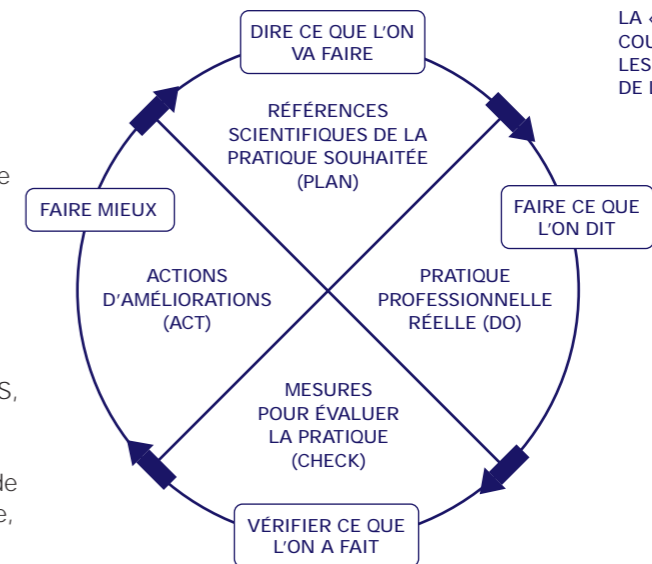 DIRE CE QUE L'ON
VA FAIRE
LA «
LES
RÉFÉRENCES
SCIENTIFIQUES DE LA
PRATIQUE SOUHAITÉE
(PLAN)
FAIRE MIEUX
FAIRE CE QUE
L'ON DIT
ACTIONS
D'AMÉLIORATIONS
(ACT)
PRATIQUE
PROFESSIONNELLE
RÉELLE (DO)
MESURES
POUR ÉVALUER
LA PRATIQUE
(CHECK)
VÉRIFIER CE QUE
L'ON A FAIT